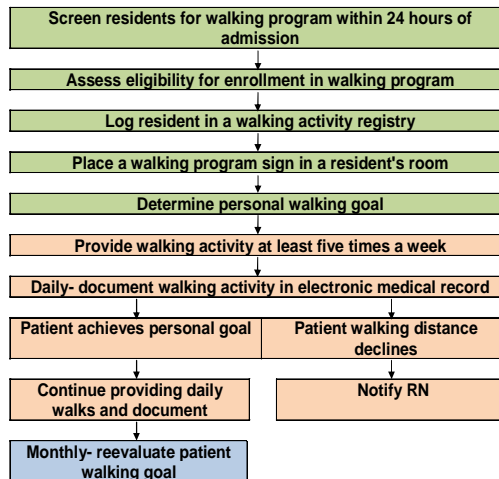 Screen residents for walking program within 24 hours of
admission
Assess eligibility for enrollment in walking program
Log resident in a walking activity registry
Place a walking program sign in a resident's room
Determine personal walking goal
Provide walking activity at least five times a week
Daily- document walking activity in electronic medical record
Patient achieves personal goal
Patient walking distance
declines
Continue providing daily
walks and document
Notify RN
Monthly- reevaluate patient
walking goal